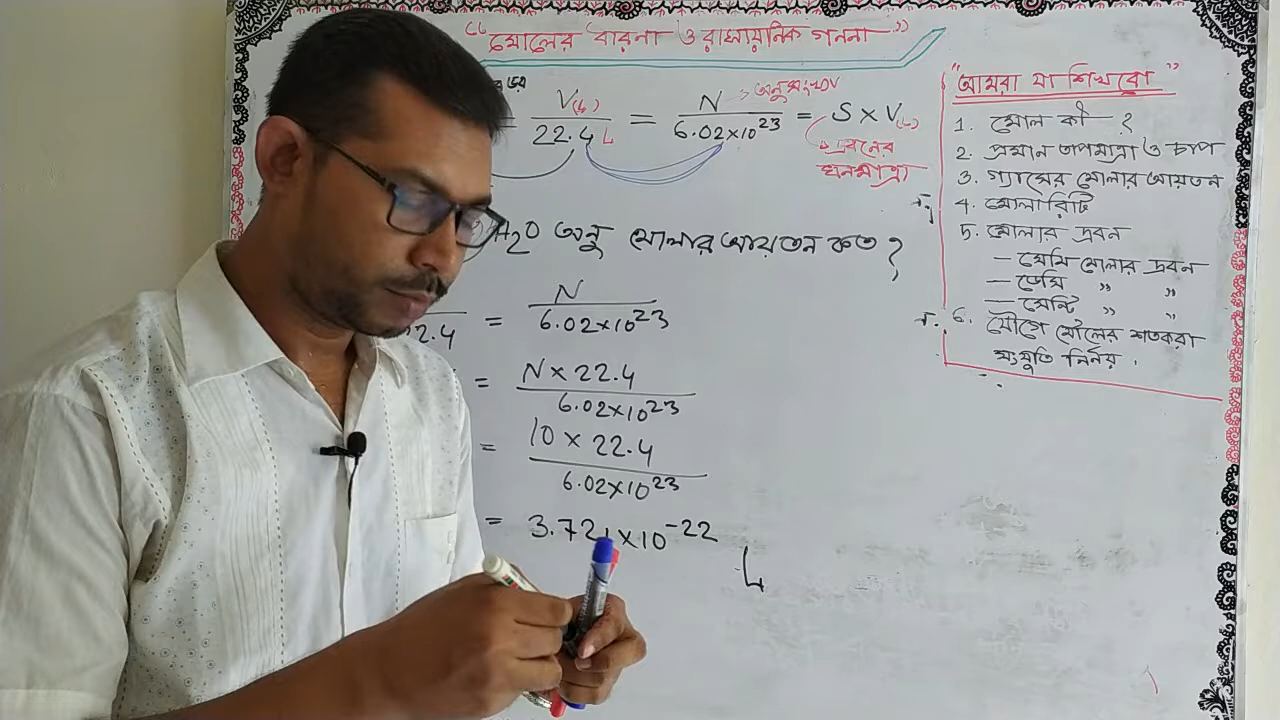 “মোলের ধারনা ও রাসায়নিক গননা”
V(L) / 22.4 L = N / 6.02×10^23 = S × V(L)
→ অনুসংখ্যা
দ্রবনের
ঘনমাত্রা
H2O অনু মোলার আয়তন কত ?
22.4 = N / 6.02×10^23
= N × 22.4 / 6.02×10^23
= 10 × 22.4 / 6.02×10^23
= 3.721 ×10^-22 L
“আমরা যা শিখবো”
1. মোল কী ?
2. প্রমান তাপমাত্রা ও চাপ
3. গ্যাসের মোলার আয়তন
4. মোলারিটি
5. মোলার দ্রবন
– সেমি মোলার দ্রবন
– ডেসি ” ”
– সেন্টি ” ”
6. যৌগে মৌলের শতকরা
সংযুতি নির্নয় ।